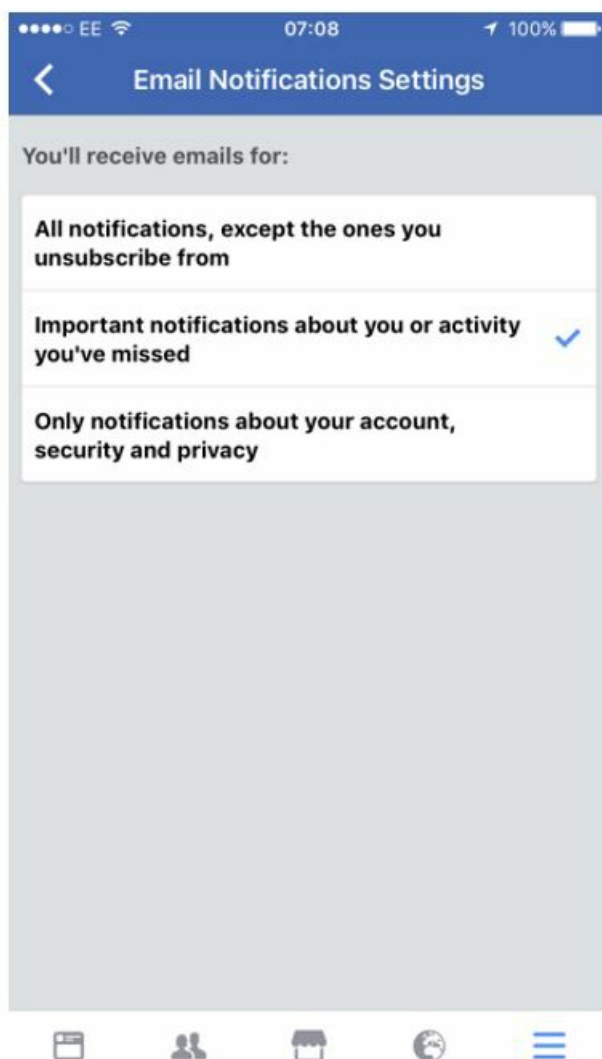 EE 07:08 100%
Email Notifications Settings
You'll receive emails for:
All notifications, except the ones you
unsubscribe from
Important notifications about you or activity
you've missed
Only notifications about your account,
security and privacy